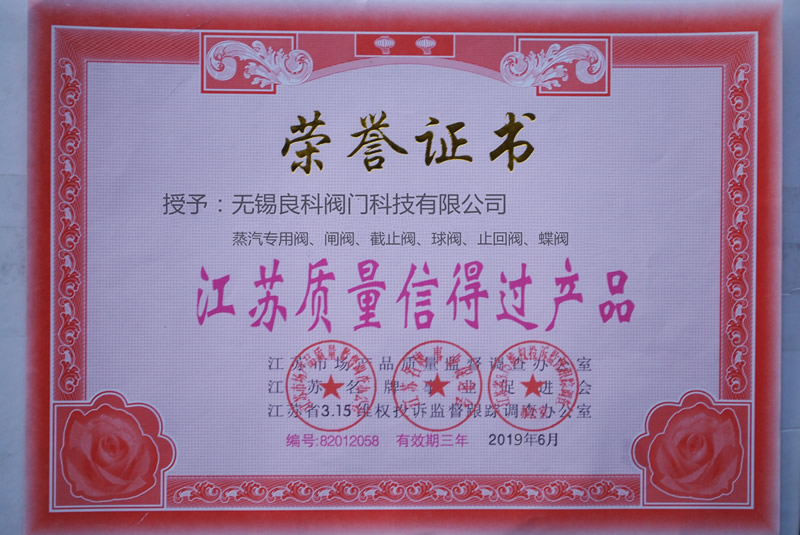 荣誉证书
授予：无锡良科阀门科技有限公司
蒸汽专用阀、闸阀、截止阀、球阀、止回阀、蝶阀
江苏质量信得过产品
江苏市场产品质量监督调查办公室
江苏名牌事业促进会
江苏省3.15维权投诉监督跟踪调查办公室
编号:82012058 有效期三年 2019年6月